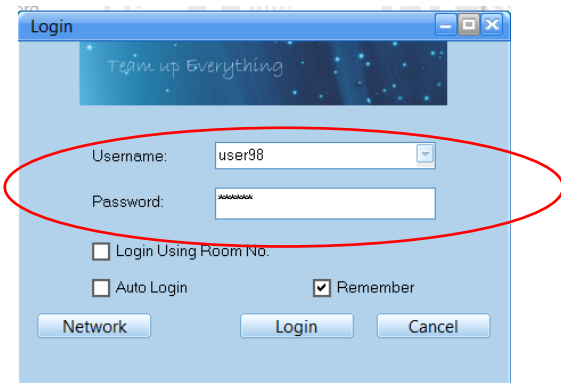 Login
Team up Everything
Username: user98
Password: *******
Login Using Room No.
Auto Login Remember
Network Login Cancel